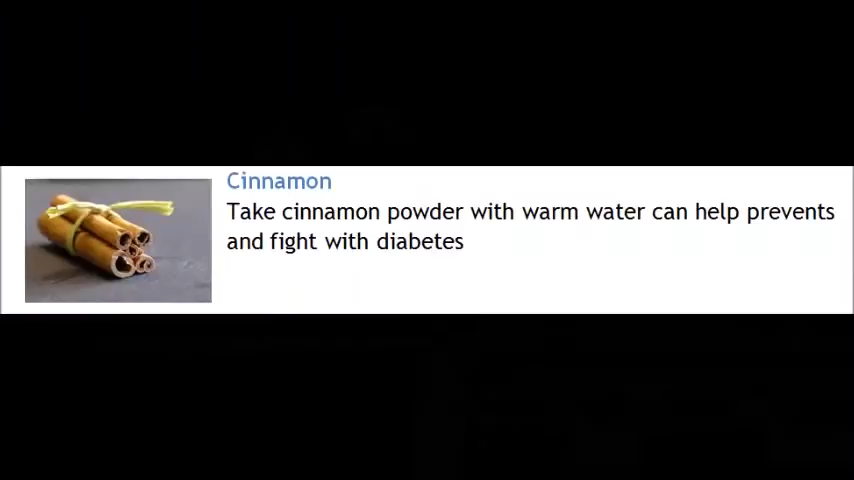 Cinnamon
Take cinnamon powder with warm water can help prevents
and fight with diabetes